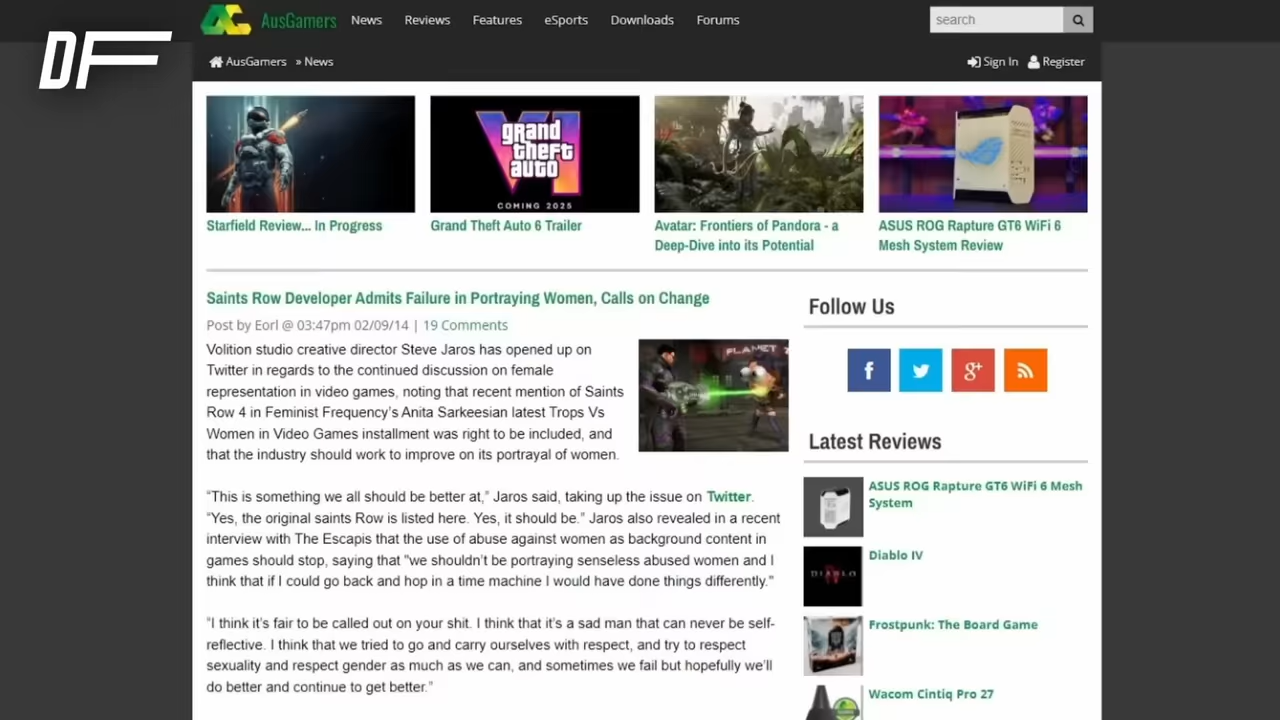 DF
AusGamers News Reviews Features eSports Downloads Forums search
AusGamers » News Sign In Register
grand
theft
auto
VI
COMING 2025
Starfield Review... In Progress
Grand Theft Auto 6 Trailer
Avatar: Frontiers of Pandora - a
Deep-Dive into its Potential
ASUS ROG Rapture GT6 WiFi 6
Mesh System Review
Saints Row Developer Admits Failure in Portraying Women, Calls on Change
Post by Eorl @ 03:47pm 02/09/14 | 19 Comments
Volition studio creative director Steve Jaros has opened up on
Twitter in regards to the continued discussion on female
representation in video games, noting that recent mention of Saints
Row 4 in Feminist Frequency's Anita Sarkeesian latest Trops Vs
Women in Video Games installment was right to be included, and
that the industry should work to improve on its portrayal of women.
PLANET
"This is something we all should be better at," Jaros said, taking up the issue on Twitter.
"Yes, the original saints Row is listed here. Yes, it should be." Jaros also revealed in a recent
interview with The Escapis that the use of abuse against women as background content in
games should stop, saying that "we shouldn't be portraying senseless abused women and I
think that if I could go back and hop in a time machine I would have done things differently."
"I think it's fair to be called out on your shit. I think that it's a sad man that can never be self-
reflective. I think that we tried to go and carry ourselves with respect, and try to respect
sexuality and respect gender as much as we can, and sometimes we fail but hopefully we'll
do better and continue to get better."
Follow Us
f g+
Latest Reviews
ASUS ROG Rapture GT6 WiFi 6 Mesh
System
DIABLO
Diablo IV
Frostpunk: The Board Game
Wacom Cintiq Pro 27